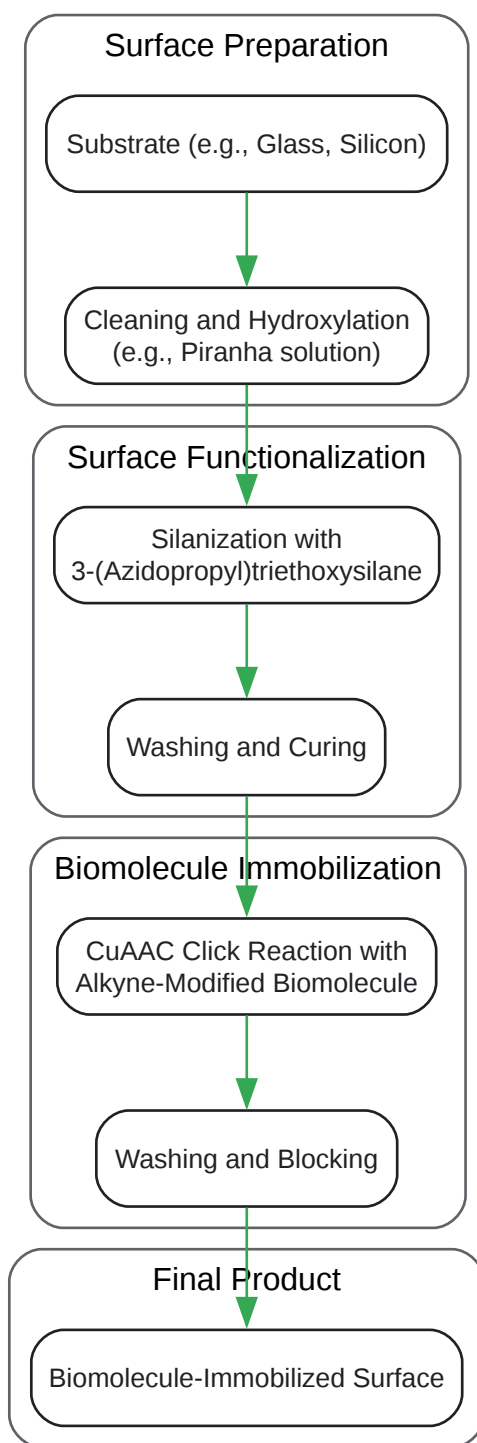 Surface Preparation
Substrate (e.g., Glass, Silicon)
Cleaning and Hydroxylation
(e.g., Piranha solution)
Surface Functionalization
Silanization with
3-(Azidopropyl)triethoxysilane
Washing and Curing
Biomolecule Immobilization
CuAAC Click Reaction with
Alkyne-Modified Biomolecule
Washing and Blocking
Final Product
Biomolecule-Immobilized Surface